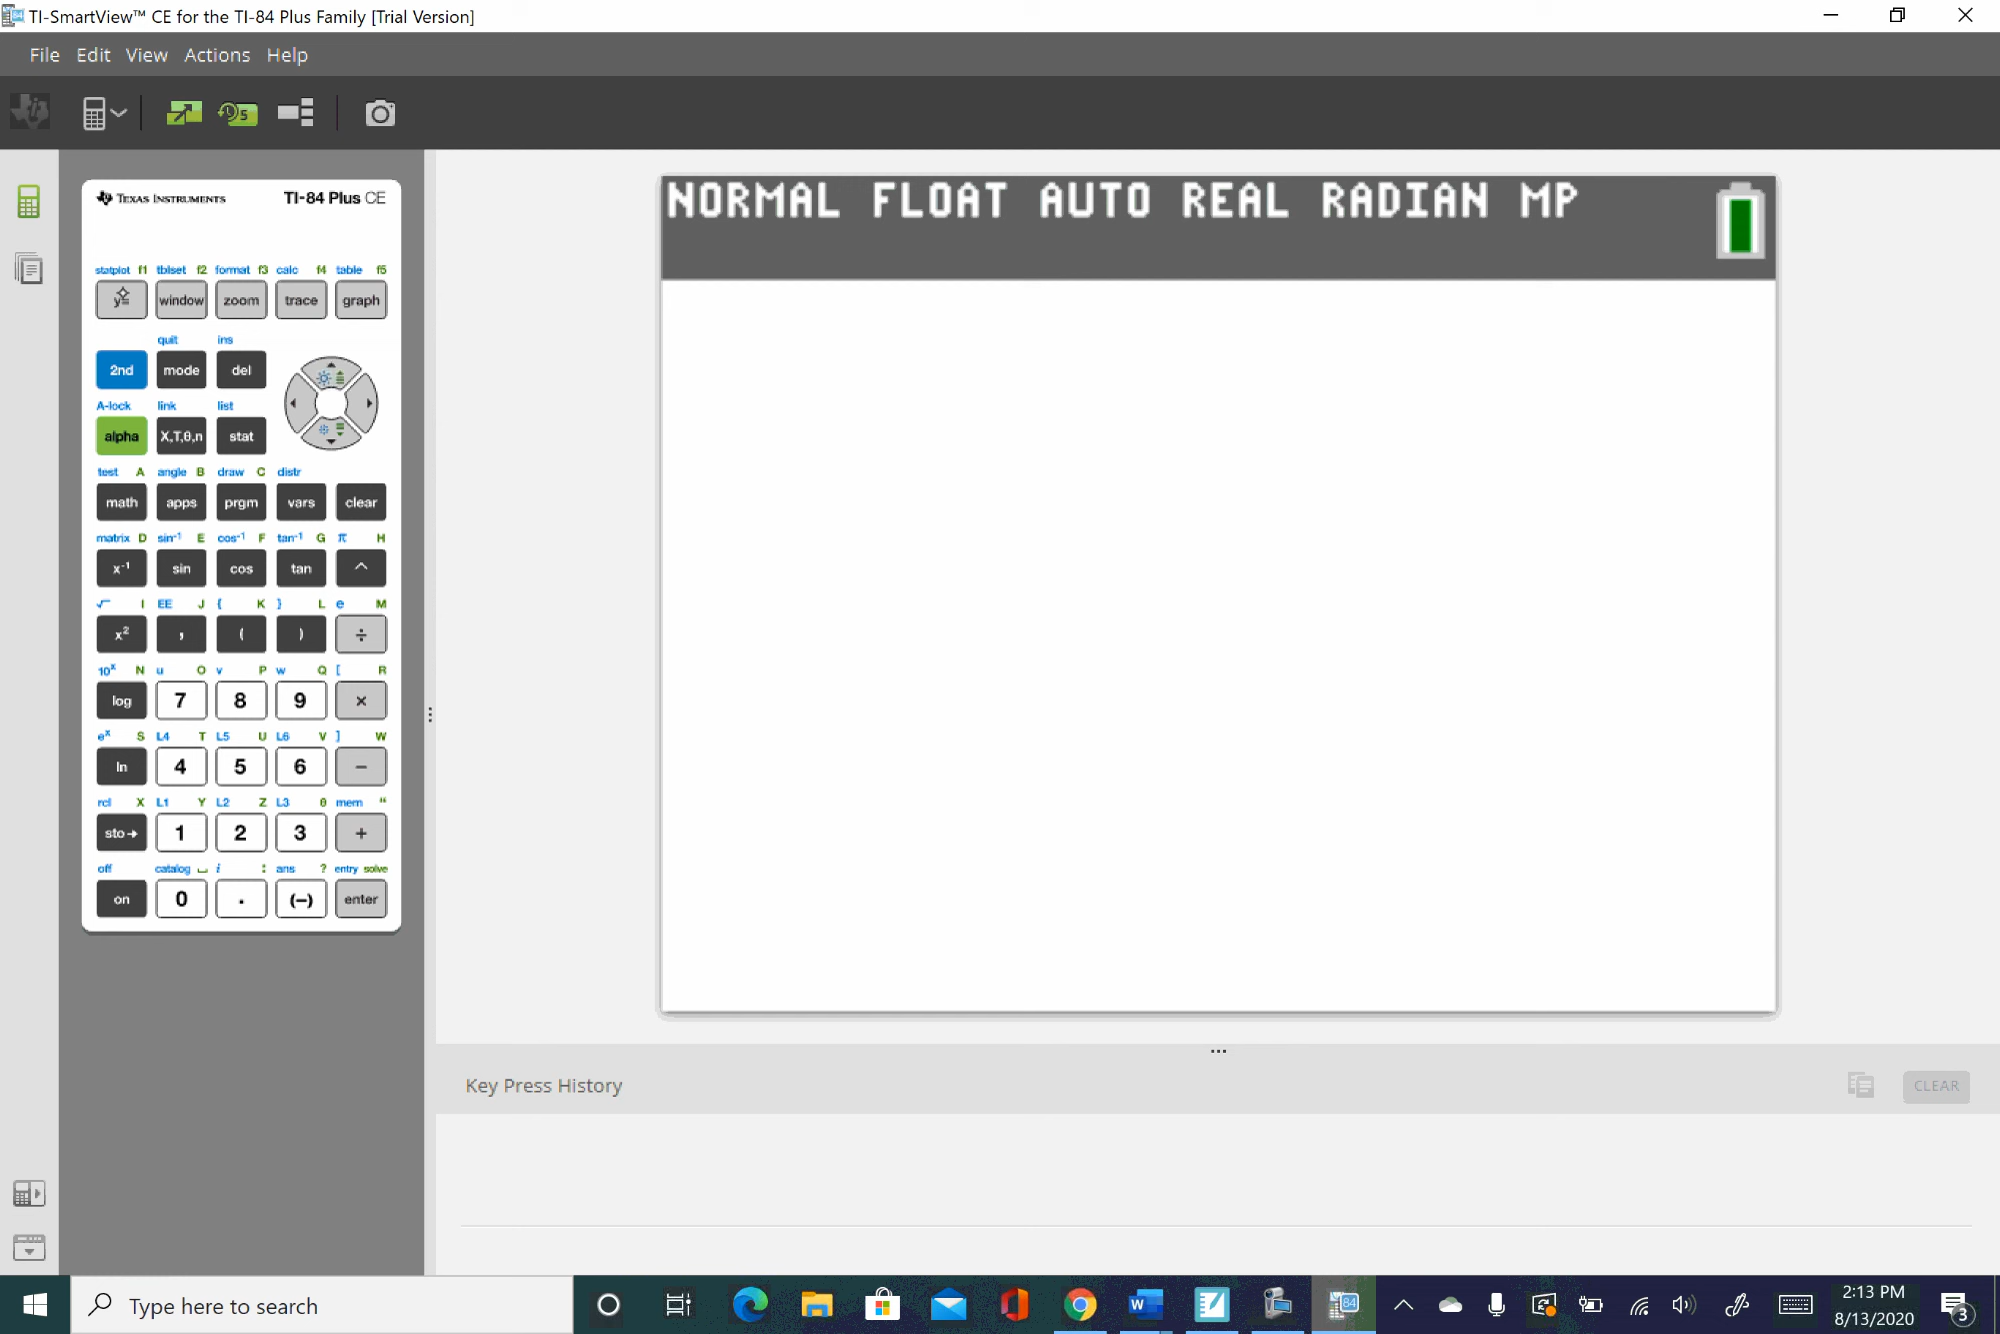 TI-SmartView™ CE for the TI-84 Plus Family [Trial Version]
File Edit View Actions Help
5
TEXAS INSTRUMENTS TI-84 Plus CE
statplot f1 tblset f2 format f3 calc f4 table f5
y= window zoom trace graph
quit ins
2nd mode del
A-lock link list
alpha X,T,θ,n stat
test A angle B draw C distr
math apps prgm vars clear
matrix D sin⁻¹ E cos⁻¹ F tan⁻¹ G π H
x⁻¹ sin cos tan ^
√ I EE J { K } L e M
x² , ( ) ÷
10ˣ N u O v P w Q [ R
log 7 8 9 ×
eˣ S L4 T L5 U L6 V ] W
ln 4 5 6 −
rcl X L1 Y L2 Z L3 θ mem "
sto→ 1 2 3 +
off catalog ⎵ i : ans ? entry solve
on 0 . (−) enter
NORMAL FLOAT AUTO REAL RADIAN MP
Key Press History
CLEAR
Type here to search
W
84
2:13 PM
8/13/2020
3